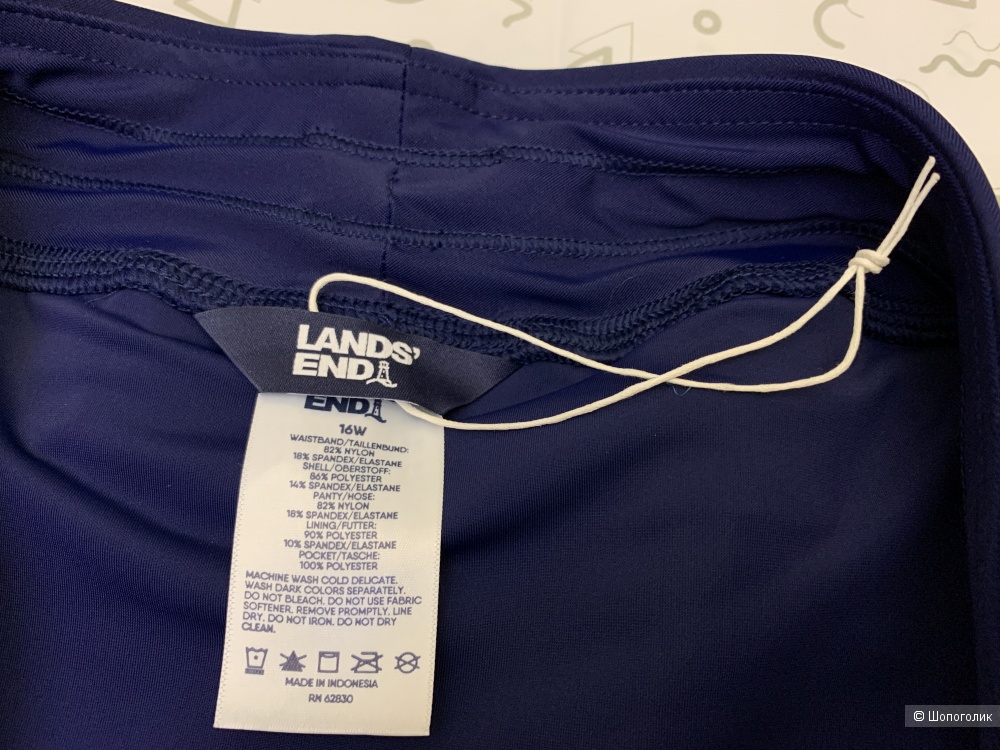 LANDS'
END
END
16W
WAISTBAND/TAILLENBUND:
82% NYLON
18% SPANDEX/ELASTANE
SHELL/OBERSTOFF:
86% POLYESTER
14% SPANDEX/ELASTANE
PANTY/HOSE:
82% NYLON
18% SPANDEX/ELASTANE
LINING/FUTTER:
90% POLYESTER
10% SPANDEX/ELASTANE
POCKET/TASCHE:
100% POLYESTER
MACHINE WASH COLD DELICATE.
WASH DARK COLORS SEPARATELY.
DO NOT BLEACH. DO NOT USE FABRIC
SOFTENER. REMOVE PROMPTLY. LINE
DRY. DO NOT IRON. DO NOT DRY
CLEAN.
MADE IN INDONESIA
RN 62830
© Шопоголик